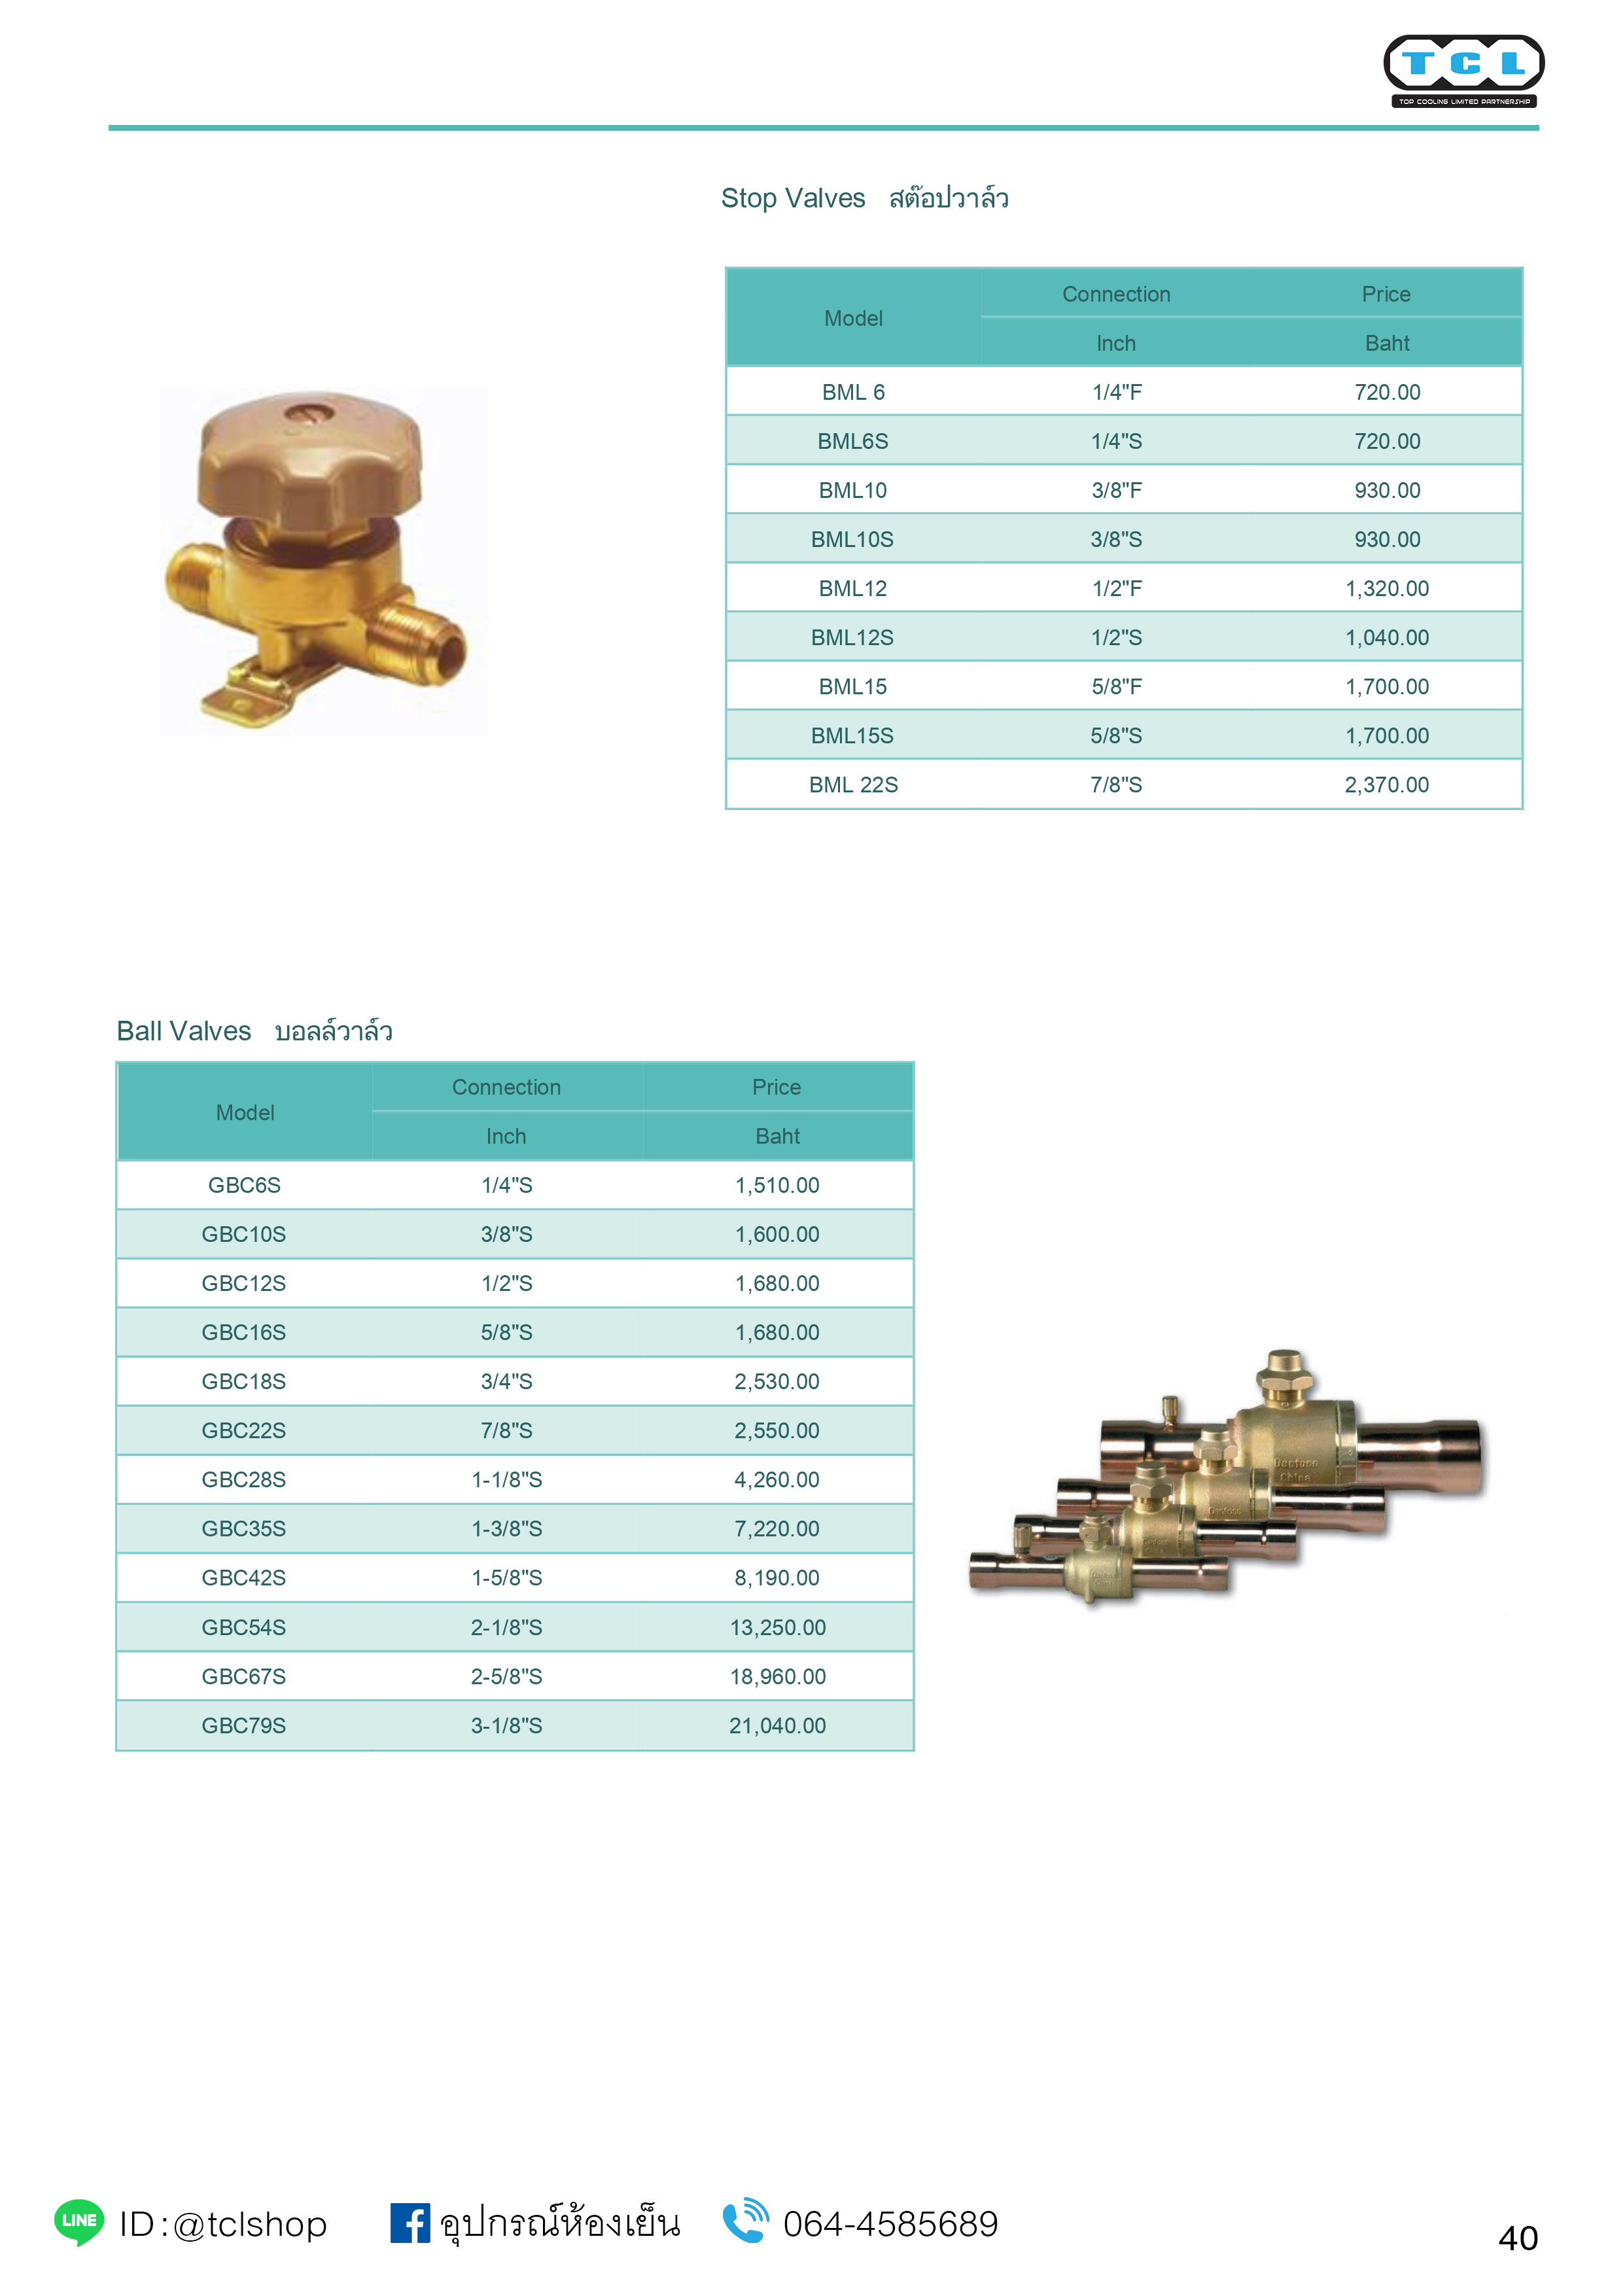 TCL
TOP COOLING LIMITED PARTNERSHIP
Stop Valves สต๊อปวาล์ว
Model Connection Price
Inch Baht
BML 6 1/4"F 720.00
BML6S 1/4"S 720.00
BML10 3/8"F 930.00
BML10S 3/8"S 930.00
BML12 1/2"F 1,320.00
BML12S 1/2"S 1,040.00
BML15 5/8"F 1,700.00
BML15S 5/8"S 1,700.00
BML 22S 7/8"S 2,370.00
Ball Valves บอลล์วาล์ว
Model Connection Price
Inch Baht
GBC6S 1/4"S 1,510.00
GBC10S 3/8"S 1,600.00
GBC12S 1/2"S 1,680.00
GBC16S 5/8"S 1,680.00
GBC18S 3/4"S 2,530.00
GBC22S 7/8"S 2,550.00
GBC28S 1-1/8"S 4,260.00
GBC35S 1-3/8"S 7,220.00
GBC42S 1-5/8"S 8,190.00
GBC54S 2-1/8"S 13,250.00
GBC67S 2-5/8"S 18,960.00
GBC79S 3-1/8"S 21,040.00
Danfoss
China
Danfoss
LINE ID:@tclshop f อุปกรณ์ห้องเย็น 064-4585689
40